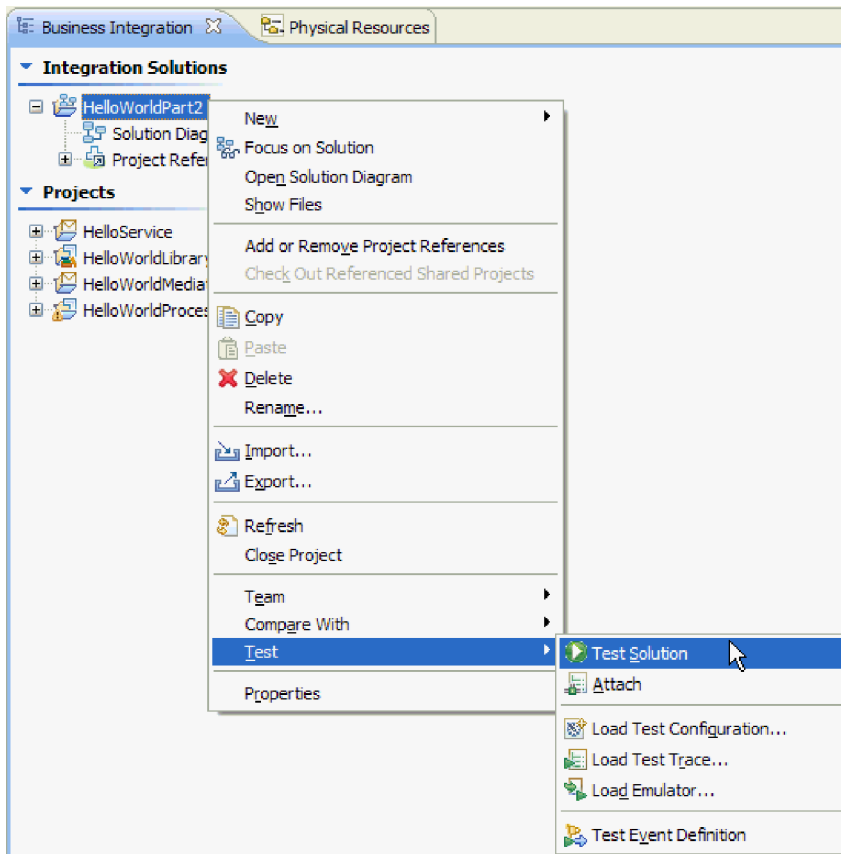 Business Integration
Physical Resources
Integration Solutions
HelloWorldPart2
Solution Diag
Project Refer
Projects
HelloService
HelloWorldLibrary
HelloWorldMediat
HelloWorldProces
New
Focus on Solution
Open Solution Diagram
Show Files
Add or Remove Project References
Check Out Referenced Shared Projects
Copy
Paste
Delete
Rename...
Import...
Export...
Refresh
Close Project
Team
Compare With
Test
Properties
Test Solution
Attach
Load Test Configuration...
Load Test Trace...
Load Emulator...
Test Event Definition